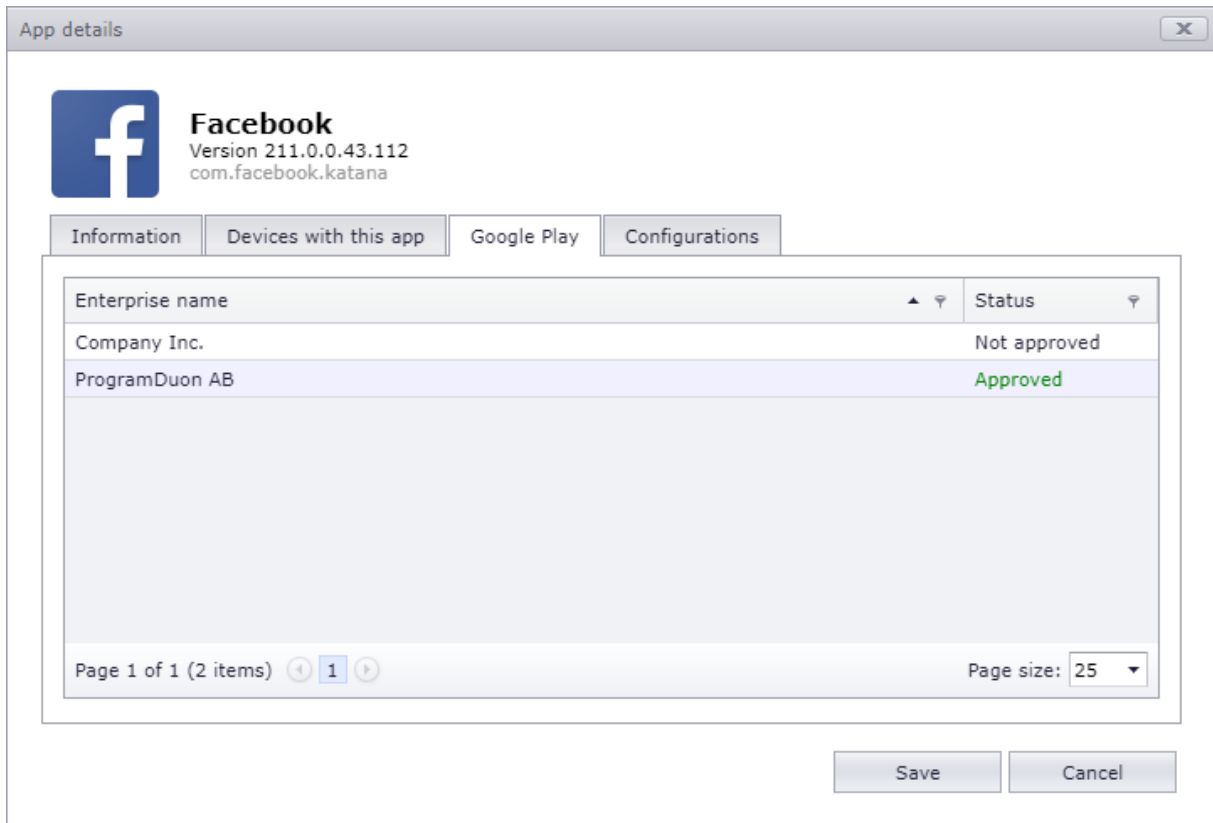 App details
Facebook
Version 211.0.0.43.112
com.facebook.katana
Information Devices with this app Google Play Configurations
Enterprise name Status
Company Inc. Not approved
ProgramDuon AB Approved
Page 1 of 1 (2 items) 1 Page size: 25
Save Cancel